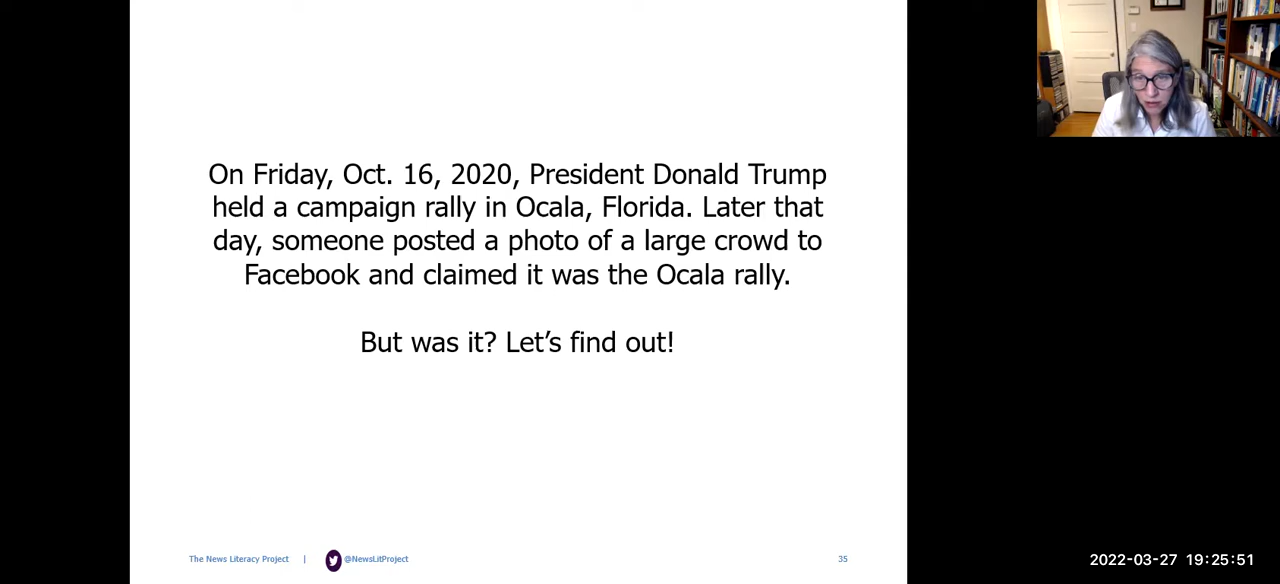 On Friday, Oct. 16, 2020, President Donald Trump
held a campaign rally in Ocala, Florida. Later that
day, someone posted a photo of a large crowd to
Facebook and claimed it was the Ocala rally.
But was it? Let’s find out!
The News Literacy Project | @NewsLitProject 35
2022-03-27 19:25:51